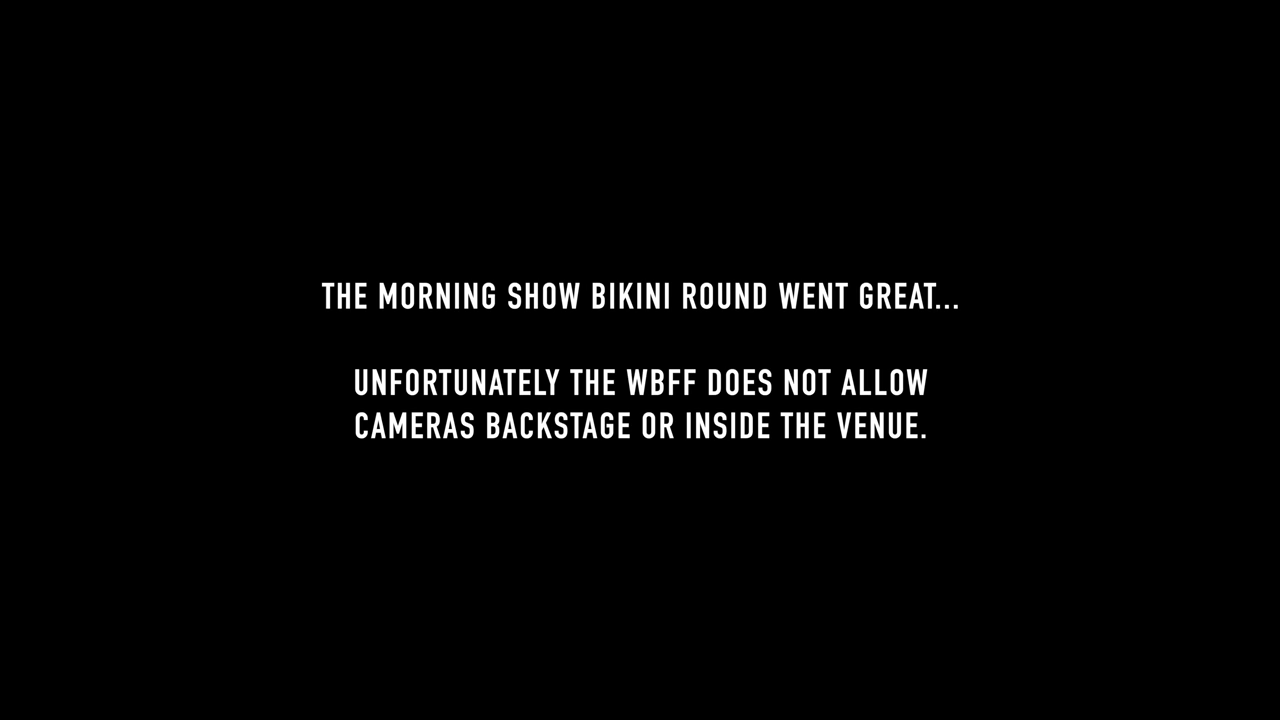 THE MORNING SHOW BIKINI ROUND WENT GREAT...
UNFORTUNATELY THE WBFF DOES NOT ALLOW
CAMERAS BACKSTAGE OR INSIDE THE VENUE.